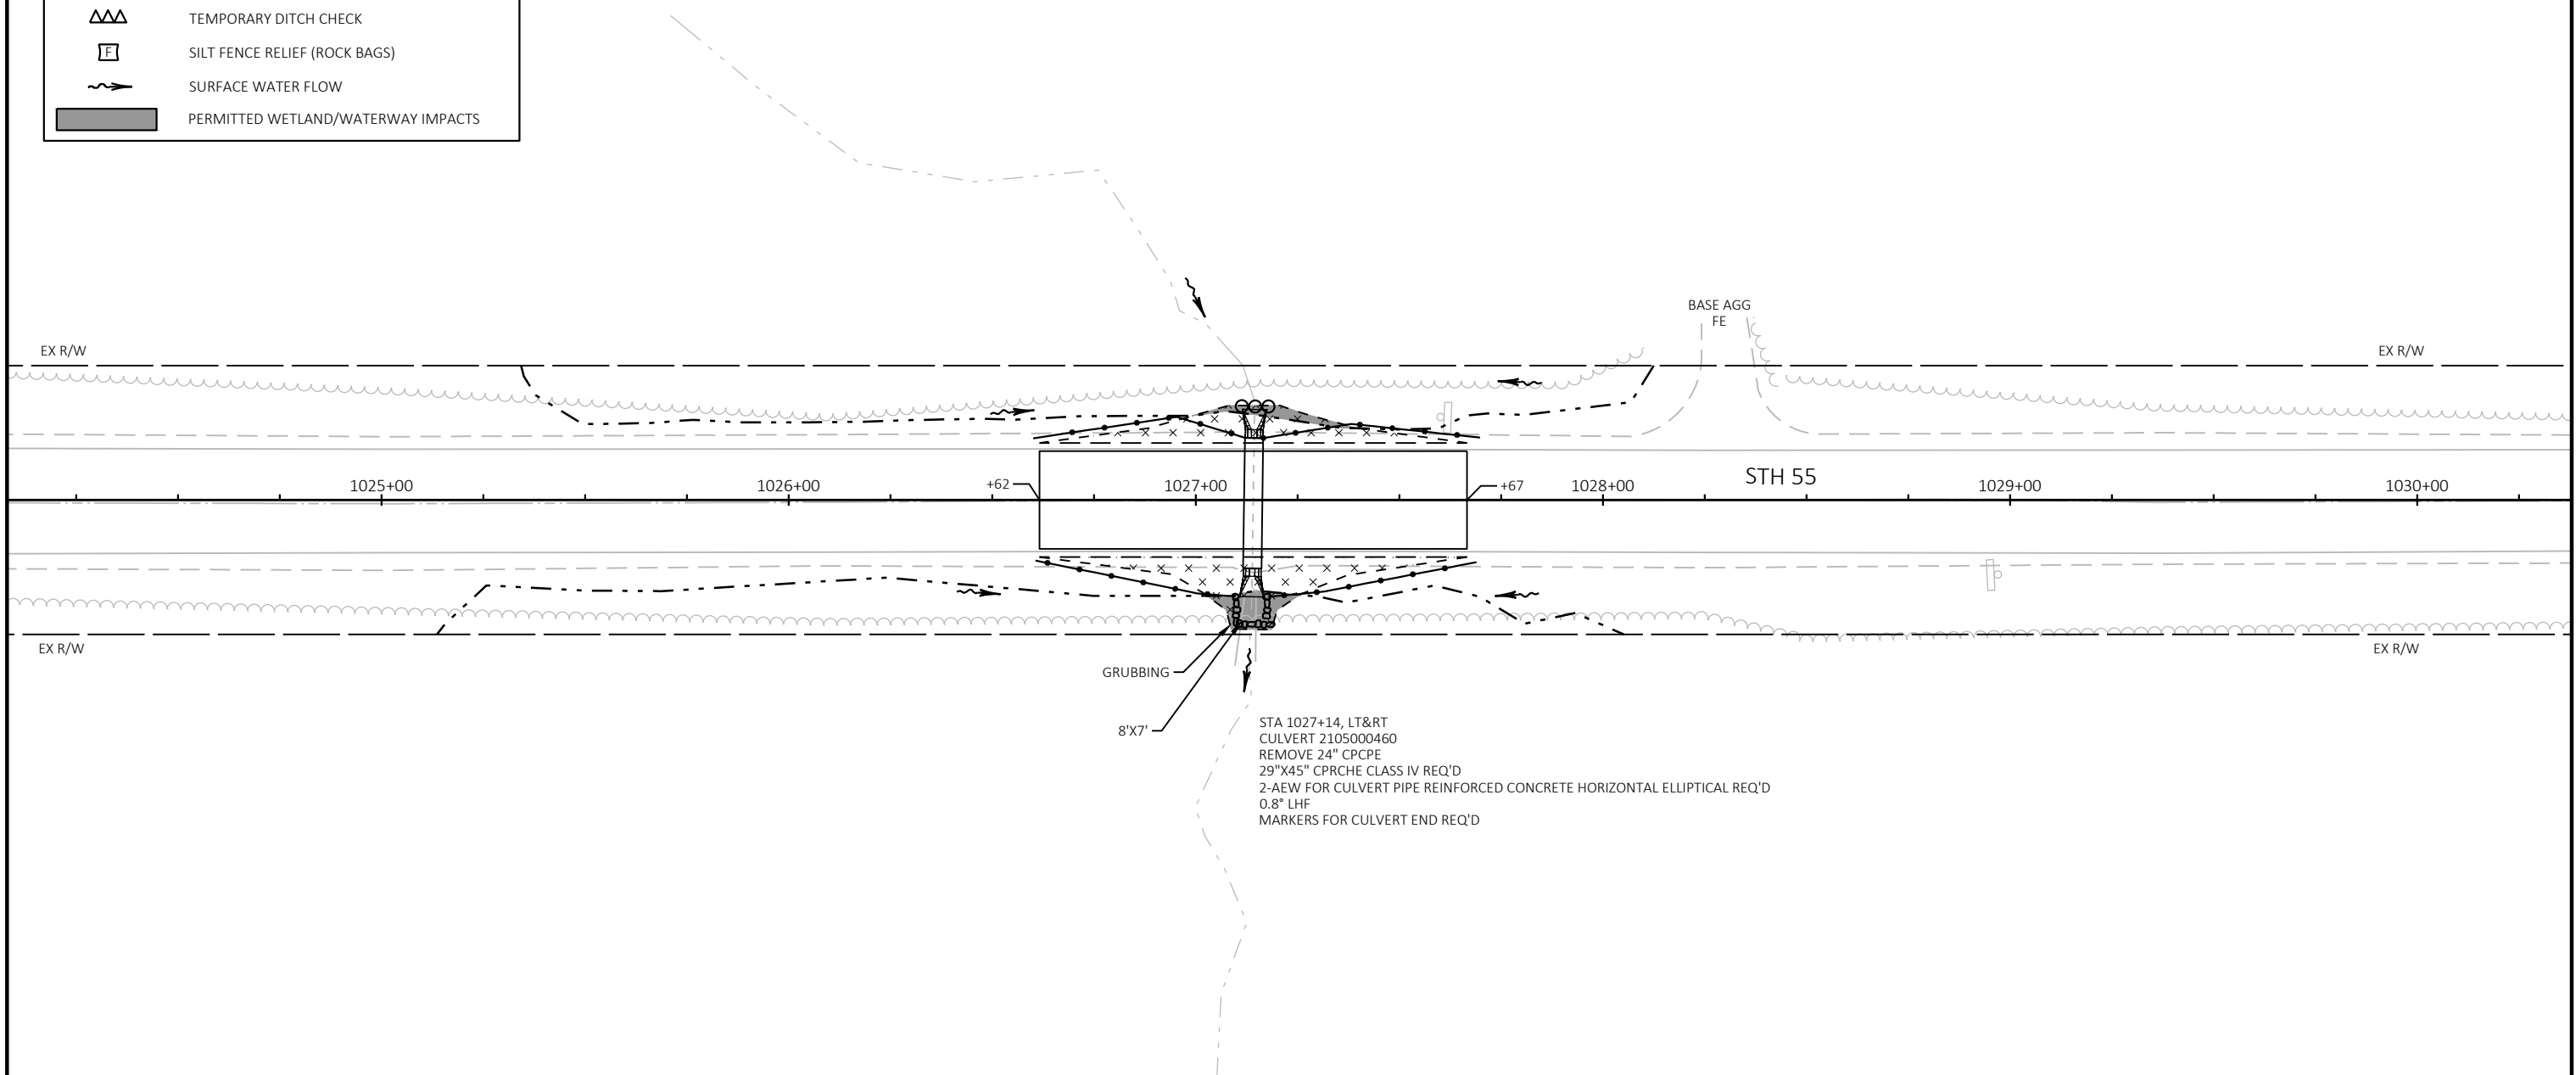 TEMPORARY DITCH CHECK
F
SILT FENCE RELIEF (ROCK BAGS)
SURFACE WATER FLOW
PERMITTED WETLAND/WATERWAY IMPACTS
BASE AGG
FE
EX R/W
EX R/W
STH 55
1025+00
1026+00
+62
1027+00
+67
1028+00
1029+00
1030+00
EX R/W
EX R/W
GRUBBING
8'X7'
STA 1027+14, LT&RT
CULVERT 2105000460
REMOVE 24" CPCPE
29"X45" CPRCHE CLASS IV REQ'D
2-AEW FOR CULVERT PIPE REINFORCED CONCRETE HORIZONTAL ELLIPTICAL REQ'D
0.8° LHF
MARKERS FOR CULVERT END REQ'D